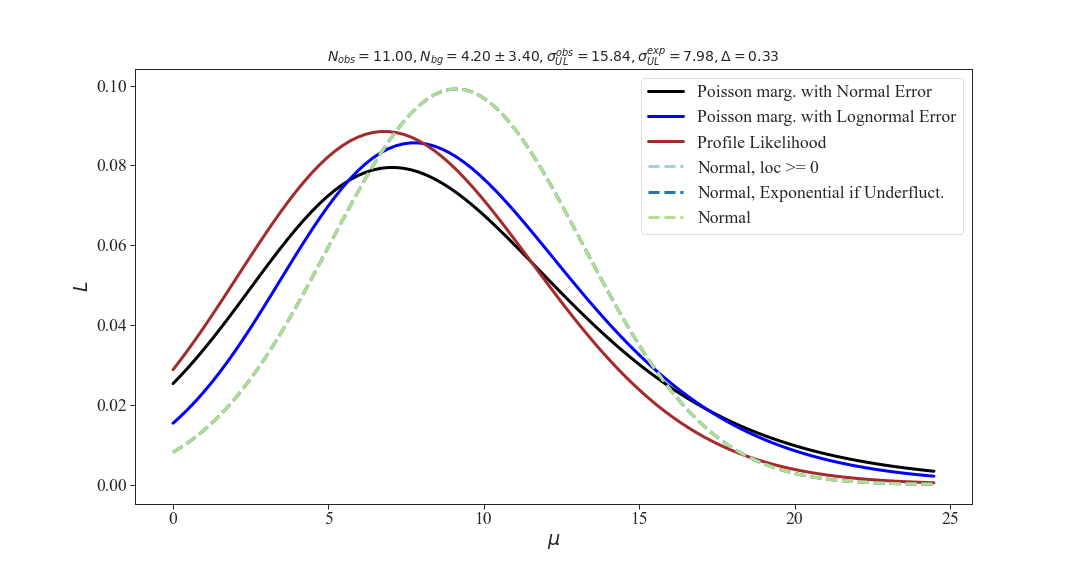 $N_{obs} = 11.00, N_{bg} = 4.20 \pm 3.40, \sigma_{UL}^{obs} = 15.84, \sigma_{UL}^{exp} = 7.98, \Delta = 0.33$
Poisson marg. with Normal Error
Poisson marg. with Lognormal Error
Profile Likelihood
Normal, loc >= 0
Normal, Exponential if Underfluct.
Normal
0.10
0.08
0.06
0.04
0.02
0.00
L
0 5 10 15 20 25
μ